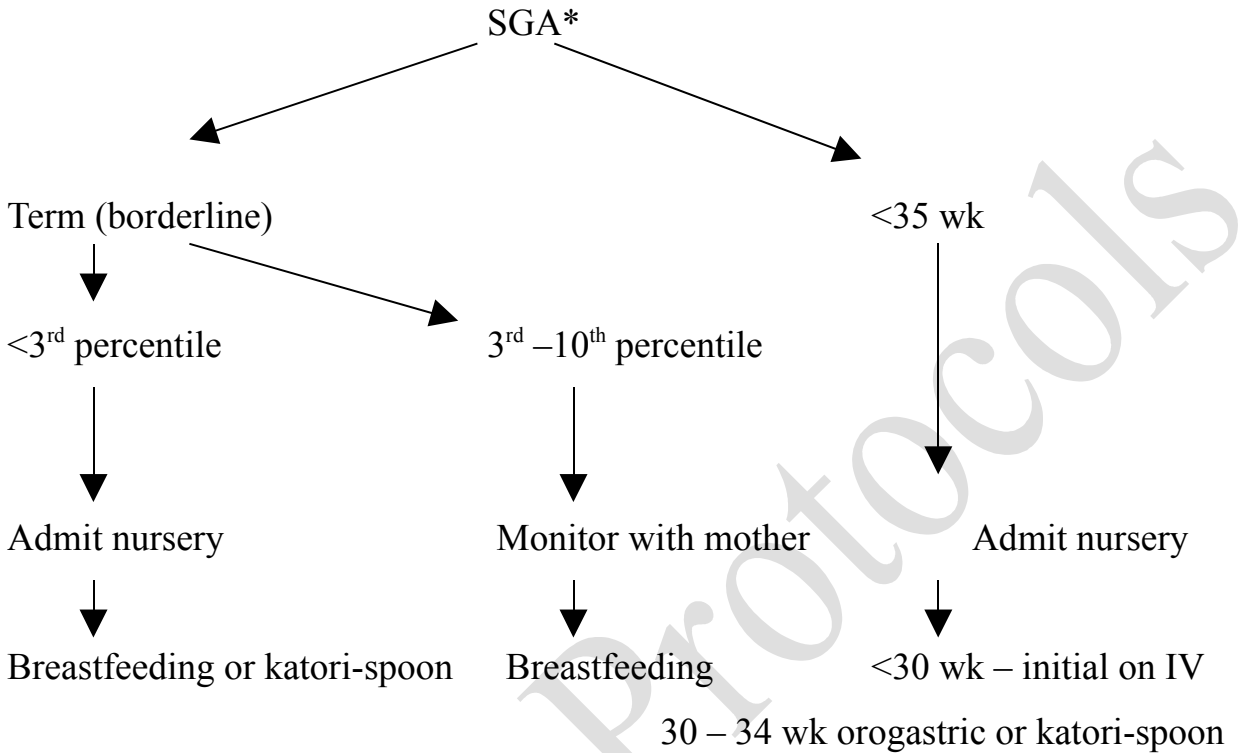 SGA*
Term (borderline)
<35 wk
<3rd percentile
3rd –10th percentile
Admit nursery
Monitor with mother
Admit nursery
Breastfeeding or katori-spoon
Breastfeeding
<30 wk – initial on IV
30 – 34 wk orogastric or katori-spoon
Protocols